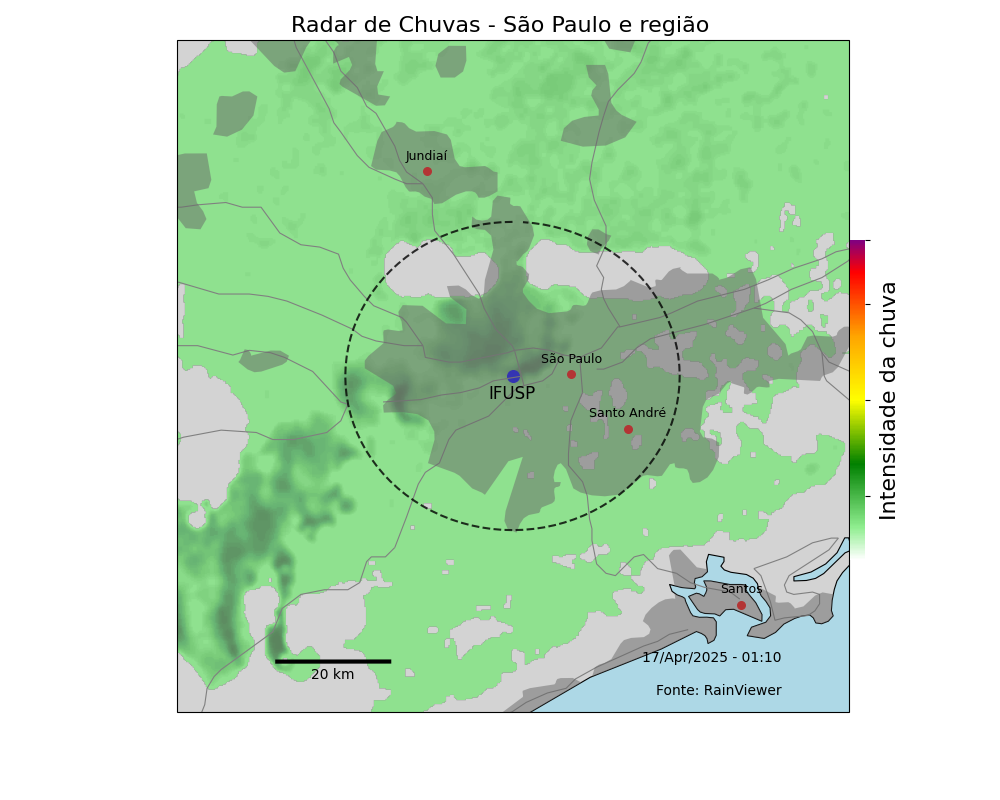 Radar de Chuvas - São Paulo e região
Jundiaí
São Paulo
IFUSP
Santo André
Intensidade da chuva
Santos
17/Apr/2025 - 01:10
20 km
Fonte: RainViewer